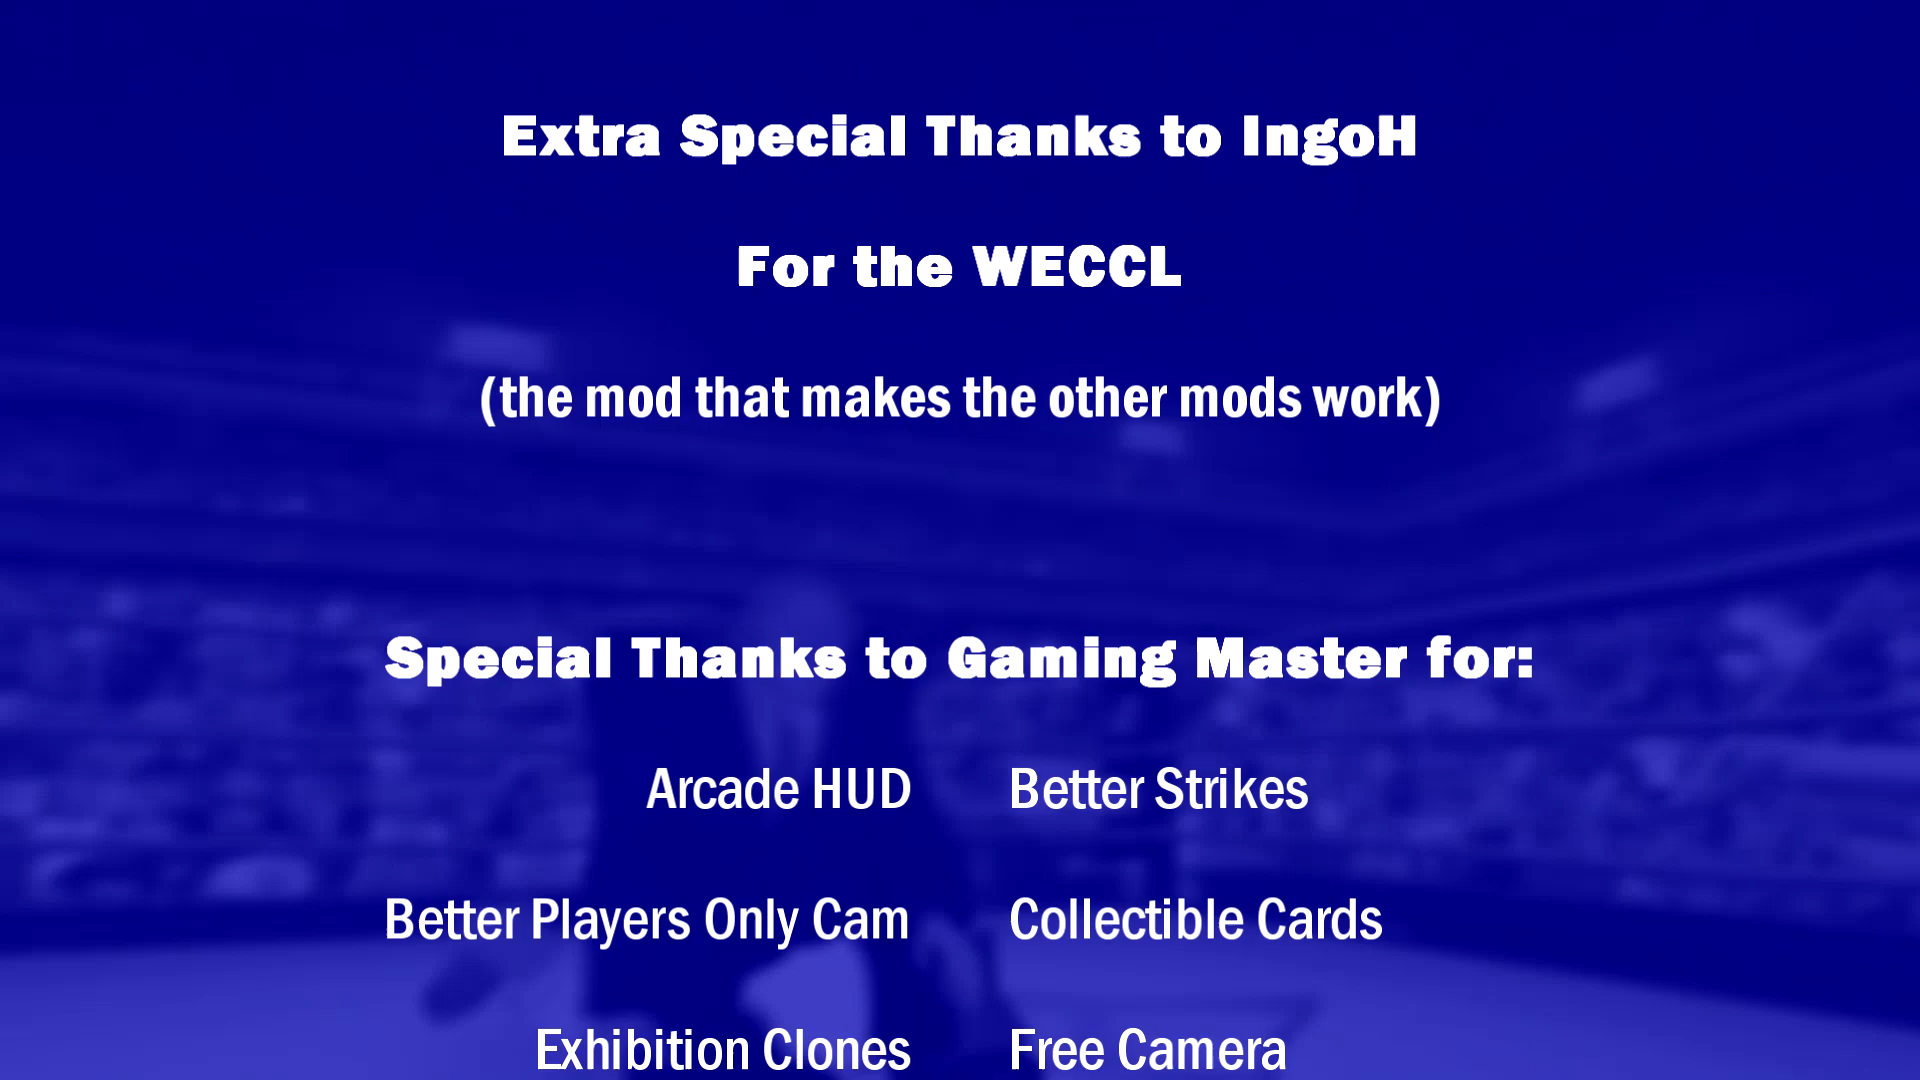 Extra Special Thanks to IngoH
For the WECCL
(the mod that makes the other mods work)
Special Thanks to Gaming Master for:
Arcade HUD Better Strikes
Better Players Only Cam Collectible Cards
Exhibition Clones Free Camera